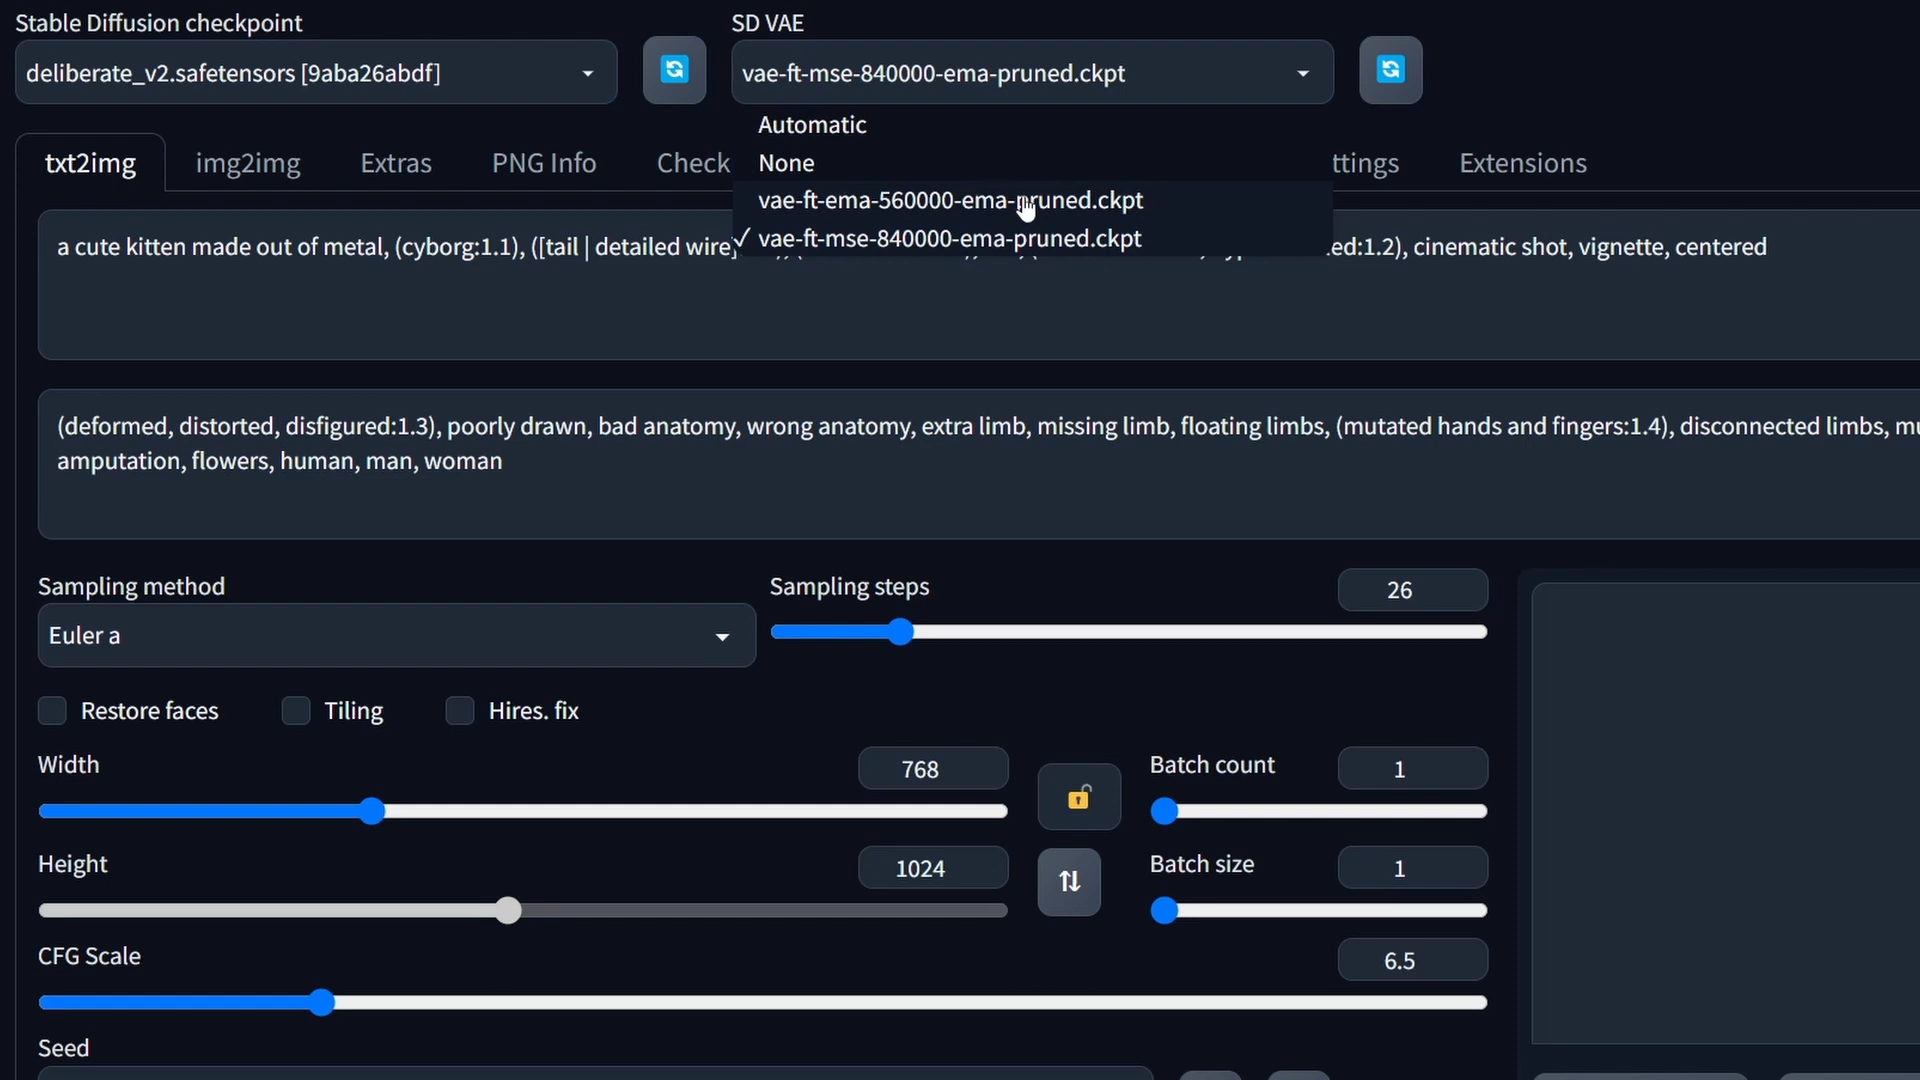 Stable Diffusion checkpoint
SD VAE
deliberate_v2.safetensors [9aba26abdf]
vae-ft-mse-840000-ema-pruned.ckpt
Automatic
None
vae-ft-ema-560000-ema-pruned.ckpt
✓ vae-ft-mse-840000-ema-pruned.ckpt
txt2img
img2img
Extras
PNG Info
Check
ttings
Extensions
a cute kitten made out of metal, (cyborg:1.1), ([tail | detailed wire]
ed:1.2), cinematic shot, vignette, centered
(deformed, distorted, disfigured:1.3), poorly drawn, bad anatomy, wrong anatomy, extra limb, missing limb, floating limbs, (mutated hands and fingers:1.4), disconnected limbs, mu
amputation, flowers, human, man, woman
Sampling method
Sampling steps
26
Euler a
Restore faces
Tiling
Hires. fix
Width
768
Batch count
1
Height
1024
Batch size
1
CFG Scale
6.5
Seed